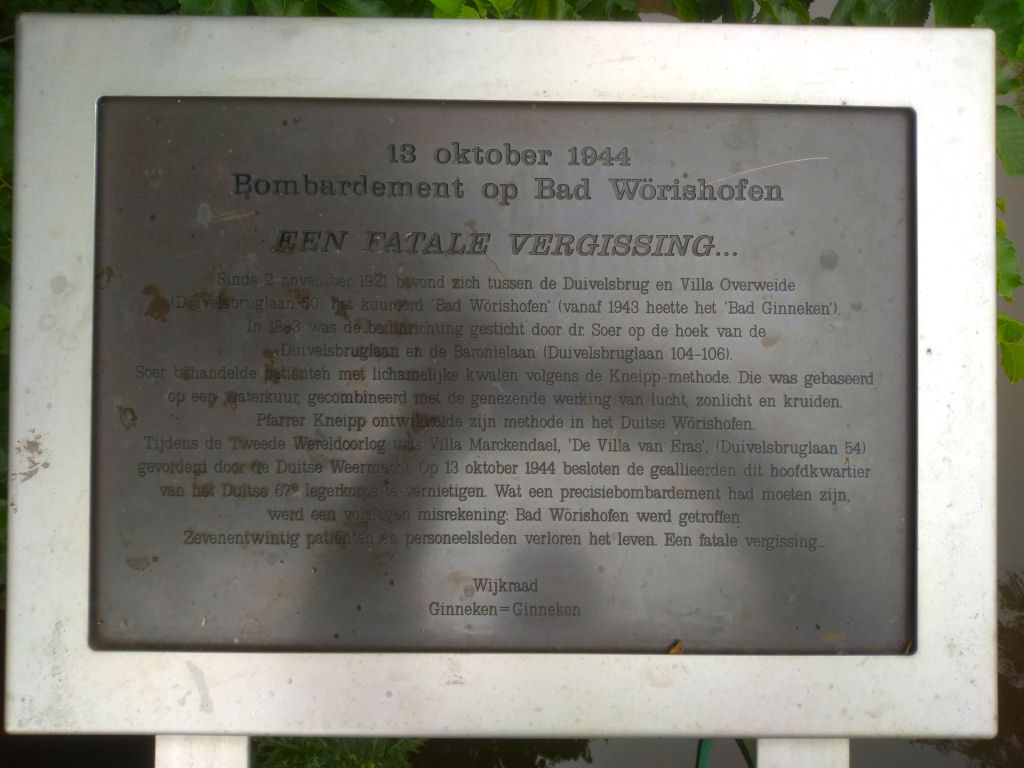 13 oktober 1944
Bombardement op Bad Wörishofen
EEN FATALE VERGISSING...
Sinds 2 november 1921 bevond zich tussen de Duivelsbrug en Villa Overweide
(Duivelsbruglaan 50) het kuuroord 'Bad Wörishofen' (vanaf 1943 heette het 'Bad Ginneken').
In 1893 was de badinrichting gesticht door dr. Soer op de hoek van de
Duivelsbruglaan en de Baronielaan (Duivelsbruglaan 104-106).
Soer behandelde patiënten met lichamelijke kwalen volgens de Kneipp-methode. Die was gebaseerd
op een waterkuur, gecombineerd met de genezende werking van lucht, zonlicht en kruiden.
Pfarrer Kneipp ontwikkelde zijn methode in het Duitse Wörishofen.
Tijdens de Tweede Wereldoorlog was Villa Marckendael, 'De Villa van Eras', (Duivelsbruglaan 54)
gevorderd door de Duitse Weermacht. Op 13 oktober 1944 besloten de geallieerden dit hoofdkwartier
van het Duitse 67e legerkorps te vernietigen. Wat een precisiebombardement had moeten zijn,
werd een volslagen misrekening: Bad Wörishofen werd getroffen.
Zevenentwintig patiënten en personeelsleden verloren het leven. Een fatale vergissing...
Wijkraad
Ginneken=Ginneken